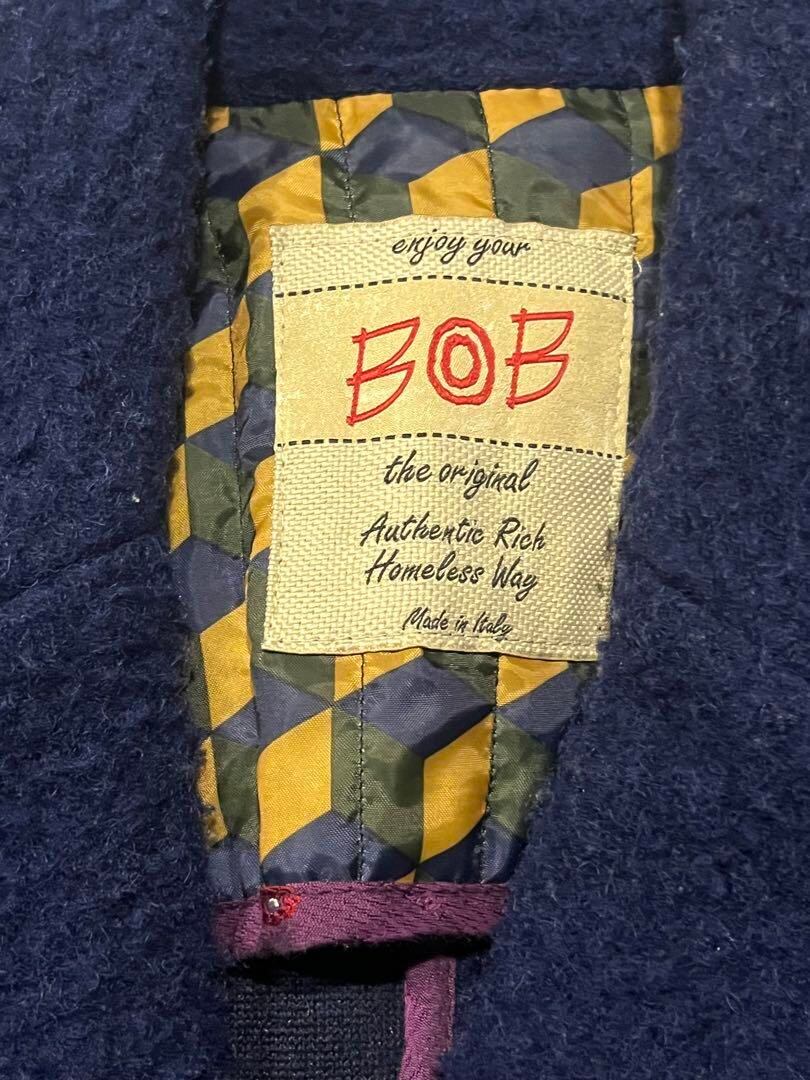 enjoy your
BOB
the original
Authentic Rich
Homeless Way
Made in Italy